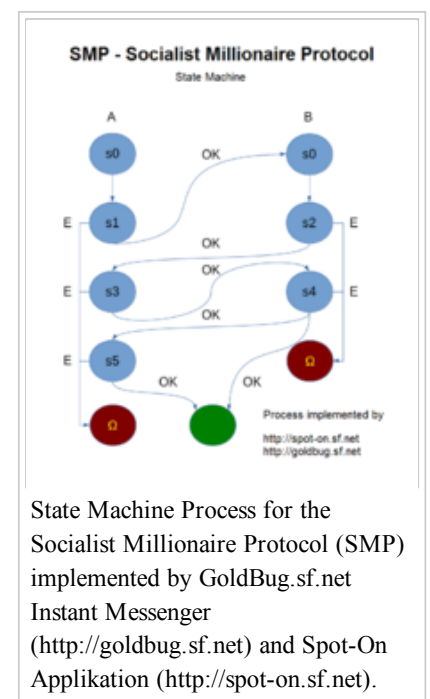 SMP - Socialist Millionaire Protocol
State Machine
A B
s0 OK s0
s1 s2
E E
OK
OK
s3 s4
E E
OK
s5 Ω
E
OK OK
Ω
Process implemented by
http://spot-on.sf.net
http://goldbug.sf.net
State Machine Process for the
Socialist Millionaire Protocol (SMP)
implemented by GoldBug.sf.net
Instant Messenger
(http://goldbug.sf.net) and Spot-On
Applikation (http://spot-on.sf.net).